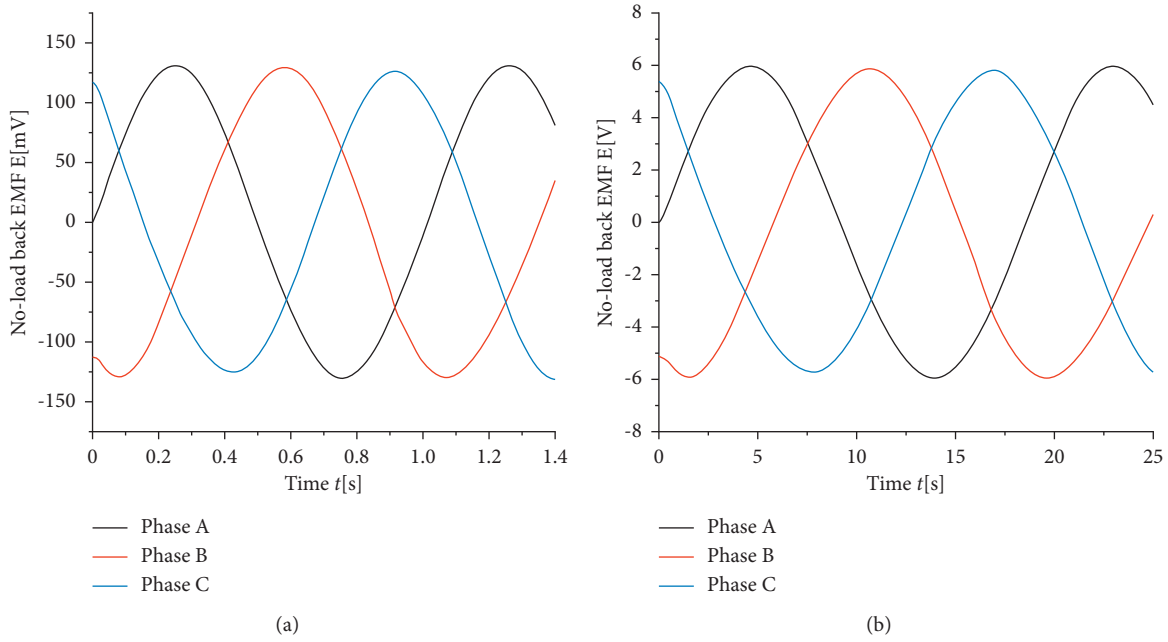 No-load back EMF E[mV]
150
100
50
0
-50
-100
-150
0 0.2 0.4 0.6 0.8 1.0 1.2 1.4
Time t[s]
Phase A
Phase B
Phase C
(a)
No-load back EMF E[V]
8
6
4
2
0
-2
-4
-6
-8
0 5 10 15 20 25
Time t[s]
Phase A
Phase B
Phase C
(b)